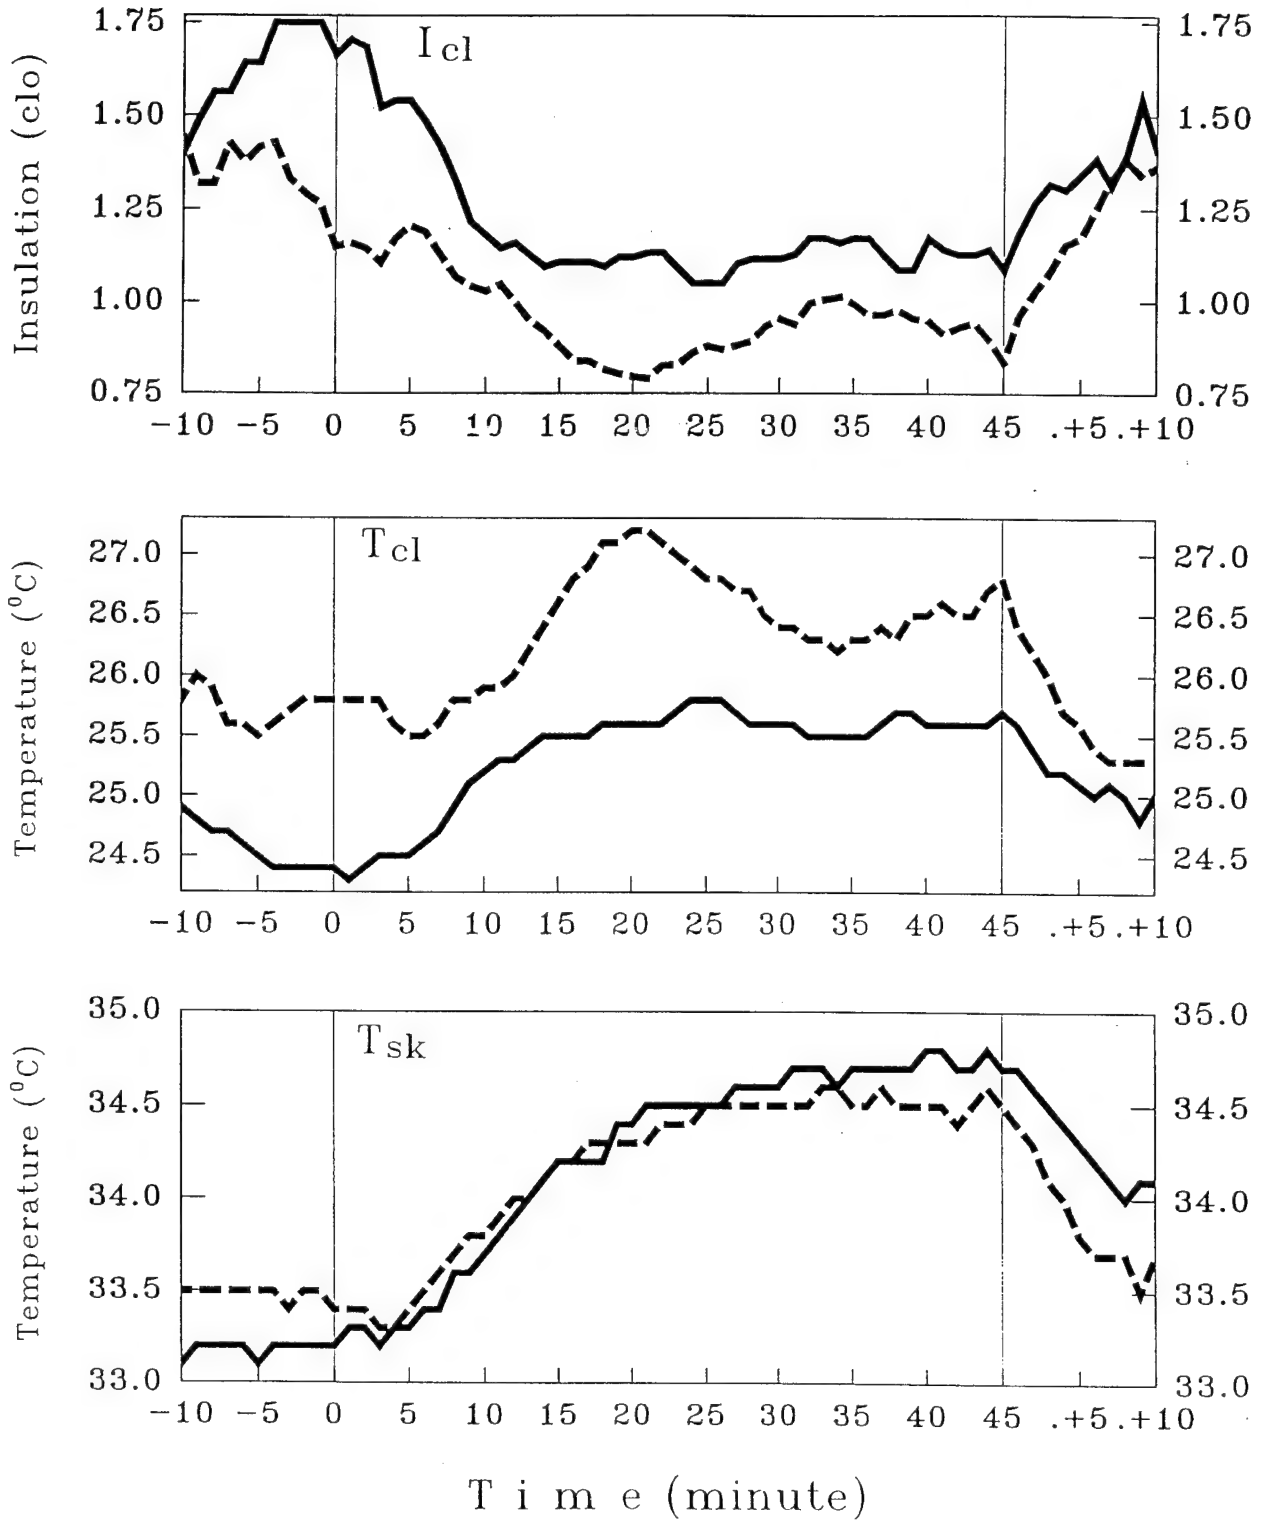 Icl
Insulation (clo)
1.75 1.75
1.50 1.50
1.25 1.25
1.00 1.00
0.75 0.75
−10 −5 0 5 10 15 20 25 30 35 40 45 .+5 .+10
Tcl
Temperature (⁰C)
27.0 27.0
26.5 26.5
26.0 26.0
25.5 25.5
25.0 25.0
24.5 24.5
−10 −5 0 5 10 15 20 25 30 35 40 45 .+5 .+10
Tsk
Temperature (⁰C)
35.0 35.0
34.5 34.5
34.0 34.0
33.5 33.5
33.0 33.0
−10 −5 0 5 10 15 20 25 30 35 40 45 .+5 .+10
Time (minute)